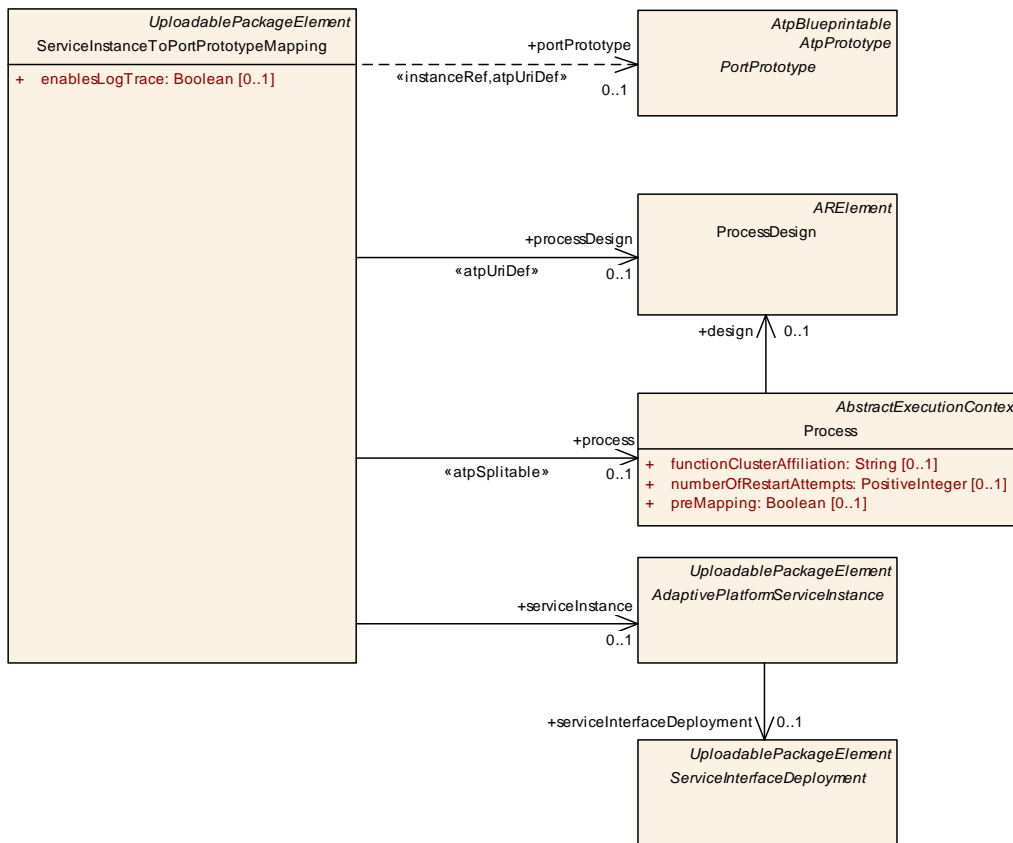 UploadablePackageElement
ServiceInstanceToPortPrototypeMapping
+ enablesLogTrace: Boolean [0..1]
+portPrototype
«instanceRef,atpUriDef»
0..1
AtpBlueprintable
AtpPrototype
PortPrototype
+processDesign
«atpUriDef»
0..1
ARElement
ProcessDesign
+design
0..1
+process
«atpSplitable»
0..1
AbstractExecutionContex
Process
+ functionClusterAffiliation: String [0..1]
+ numberOfRestartAttempts: PositiveInteger [0..1]
+ preMapping: Boolean [0..1]
+serviceInstance
0..1
UploadablePackageElement
AdaptivePlatformServiceInstance
+serviceInterfaceDeployment
0..1
UploadablePackageElement
ServiceInterfaceDeployment